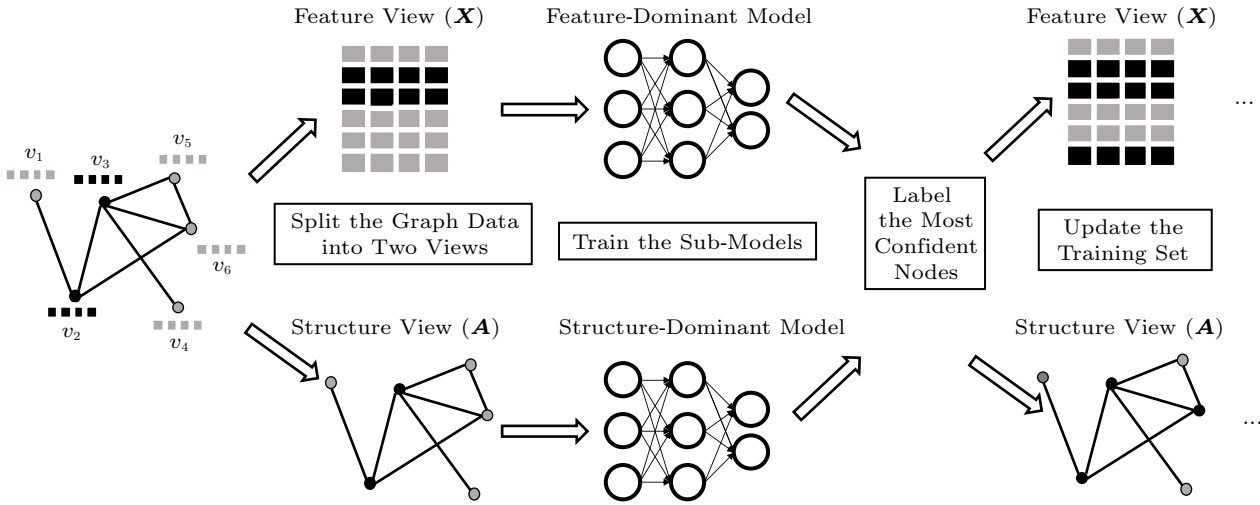 Feature View (X)
Feature-Dominant Model
Feature View (X)
...
v1
v3
v5
v6
v2
v4
Split the Graph Data
into Two Views
Train the Sub-Models
Label
the Most
Confident
Nodes
Update the
Training Set
Structure View (A)
Structure-Dominant Model
Structure View (A)
...